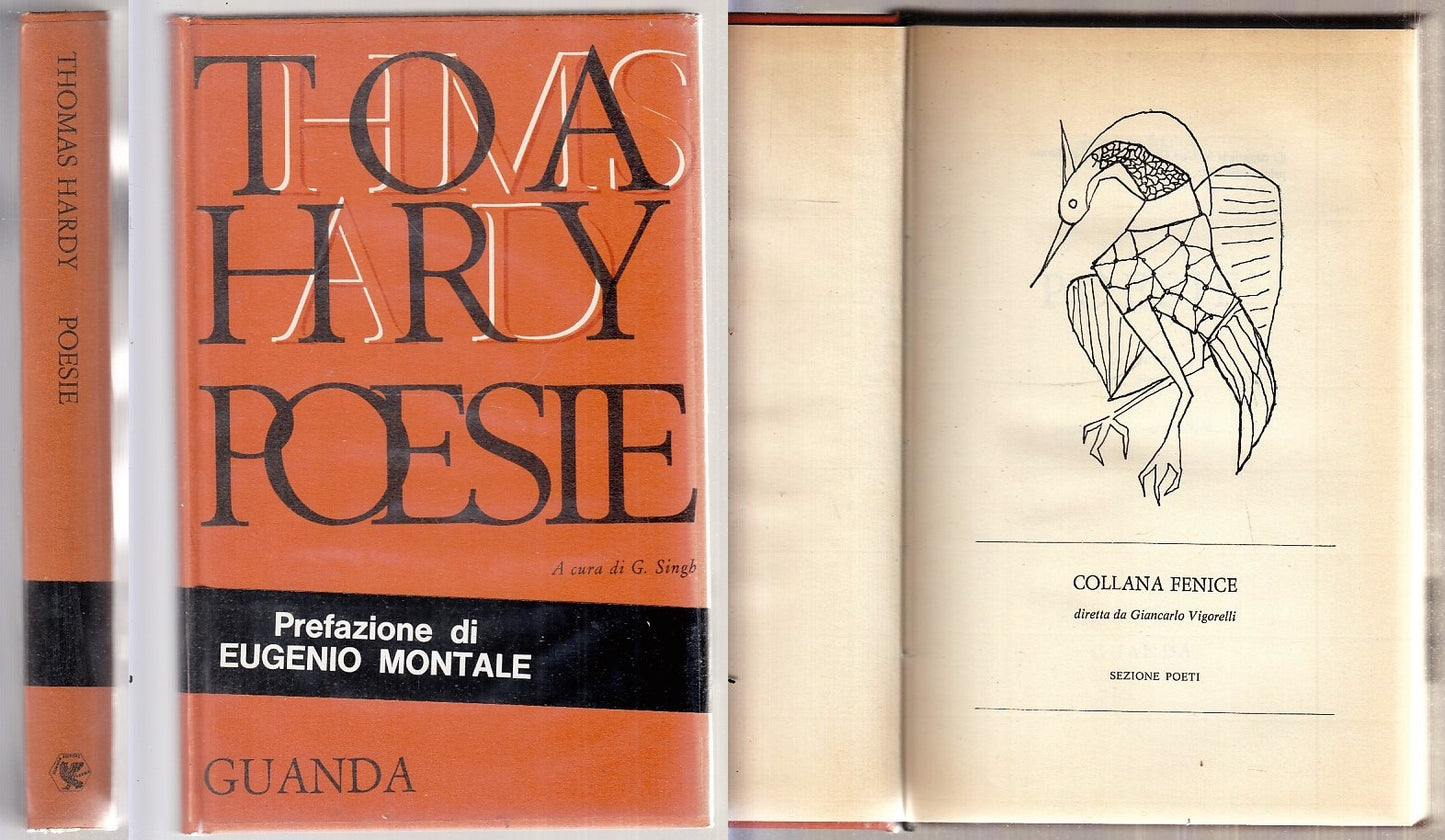 THOMAS HARDY POESIE
THOMAS
HARDY
POESIE
A cura di G. Singh
Prefazione di
EUGENIO MONTALE
GUANDA
COLLANA FENICE
diretta da Giancarlo Vigorelli
SEZIONE POETI